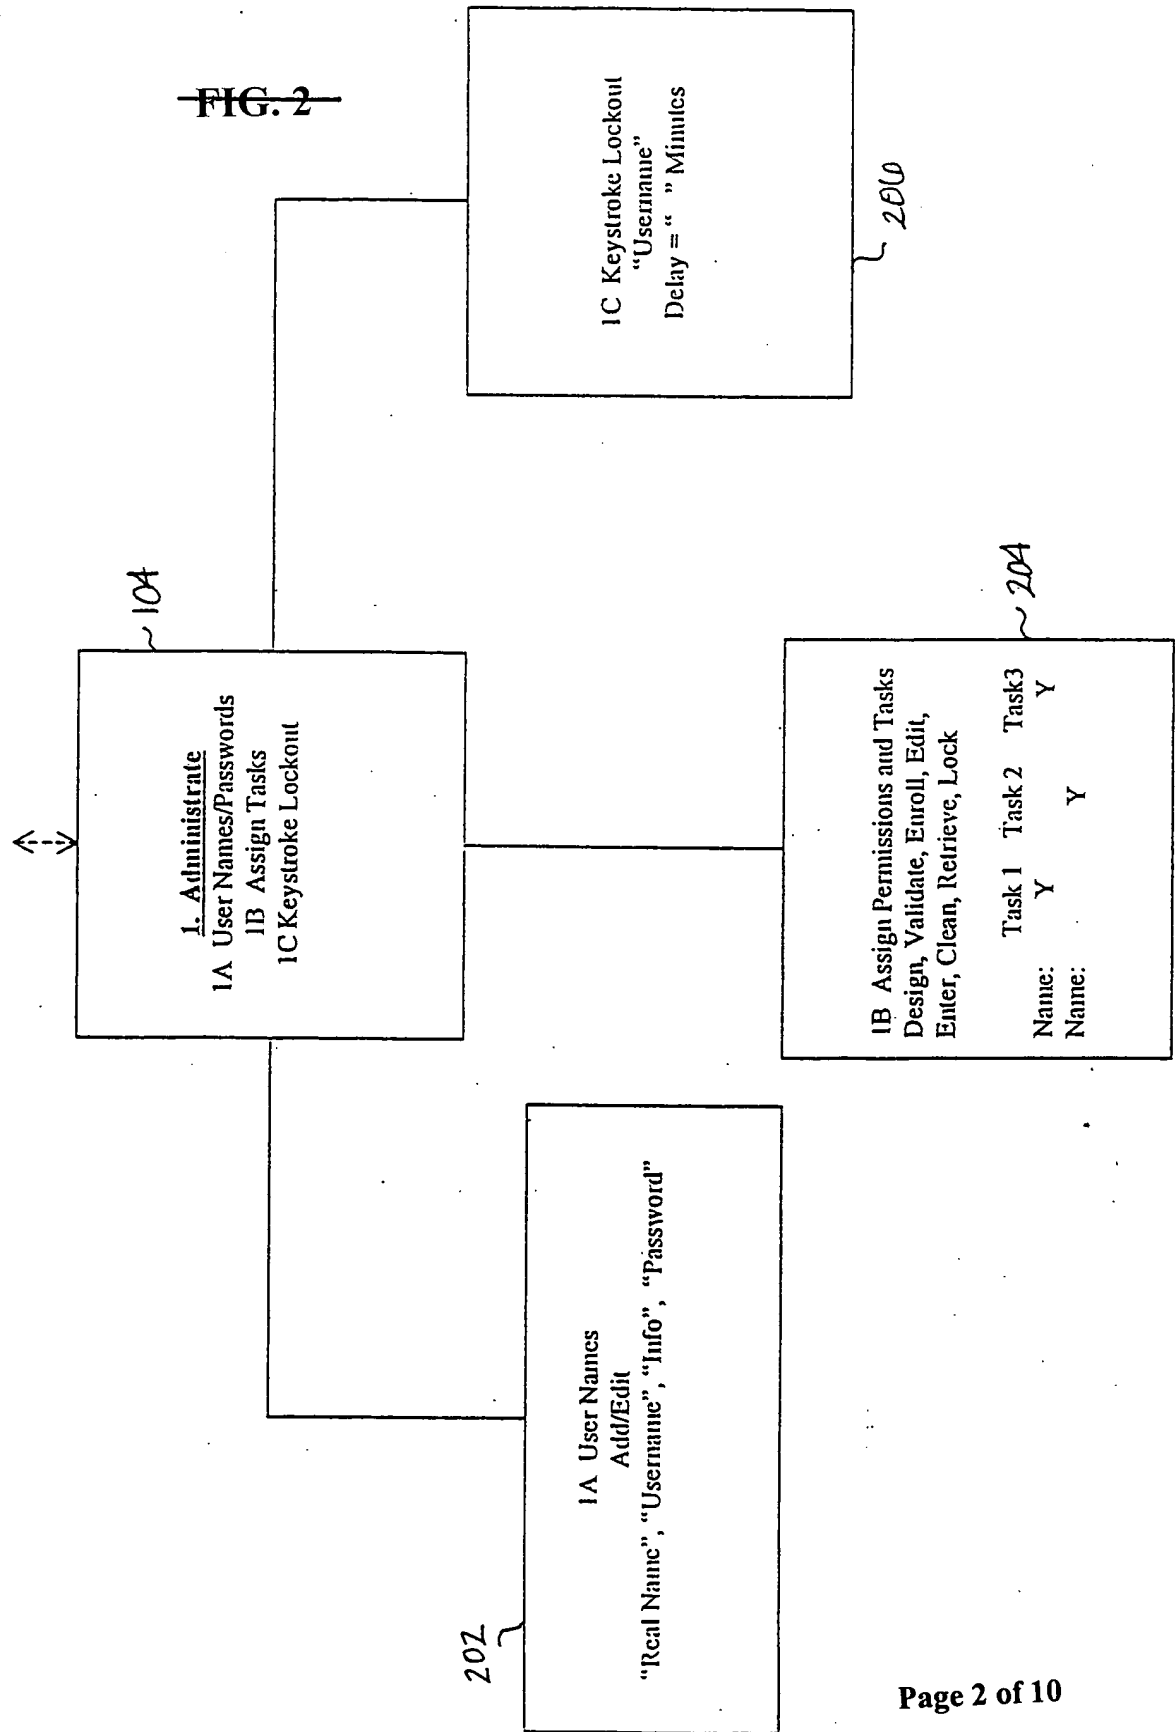 FIG. 2
104
1. Administrate
1A User Names/Passwords
1B Assign Tasks
1C Keystroke Lockout
202
1A User Names
Add/Edit
"Real Name", "Username", "Info", "Password"
1B Assign Permissions and Tasks
Design, Validate, Enroll, Edit,
Enter, Clean, Retrieve, Lock
Task 1 Task 2 Task3
Name: Y Y
Name: Y
204
1C Keystroke Lockout
"Username"
Delay = " " Minutes
206
Page 2 of 10